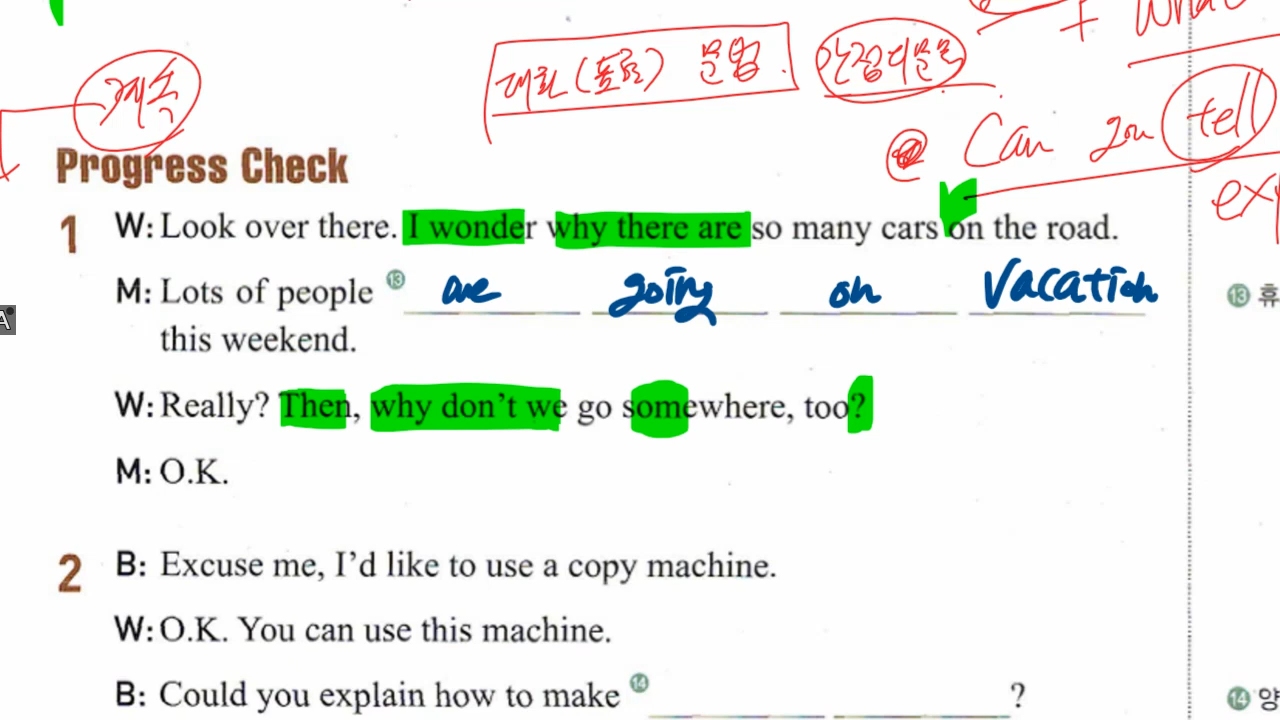 + What
계속
대화(표현) 문법.
간접의문문
@ Can you tell
exp
Progress Check
1 W: Look over there. I wonder why there are so many cars on the road.
M: Lots of people ⑬ are going on vacation
⑬ 휴
this weekend.
W: Really? Then, why don't we go somewhere, too?
M: O.K.
2 B: Excuse me, I'd like to use a copy machine.
W: O.K. You can use this machine.
B: Could you explain how to make ⑭ ?
⑭ 양
A